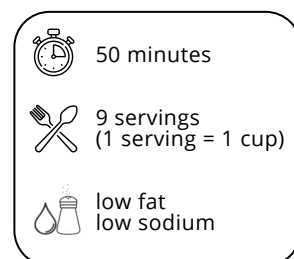 50 minutes
9 servings
(1 serving = 1 cup)
low fat
low sodium